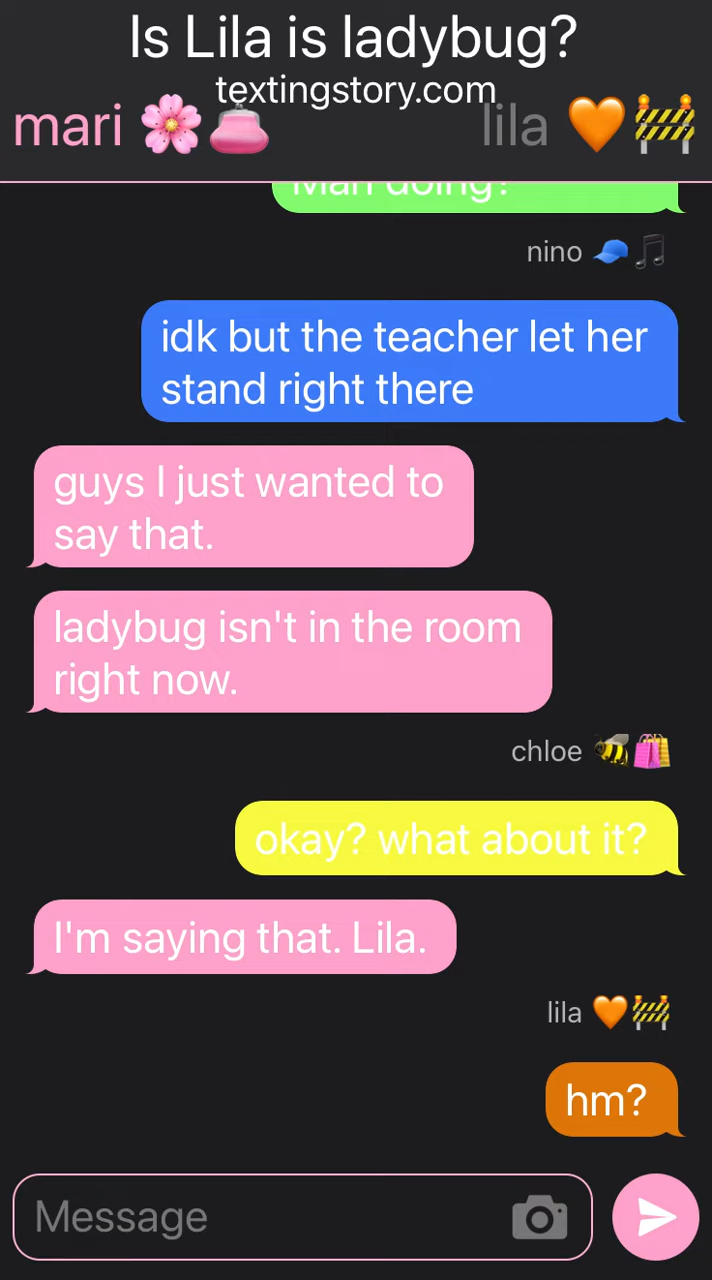 Is Lila is ladybug?
textingstory.com
mari 🌸👛
lila 🧡🚧
Mari doing?
nino 🧢🎵
idk but the teacher let her
stand right there
guys I just wanted to
say that.
ladybug isn't in the room
right now.
chloe 🐝🛍️
okay? what about it?
I'm saying that. Lila.
lila 🧡🚧
hm?
Message